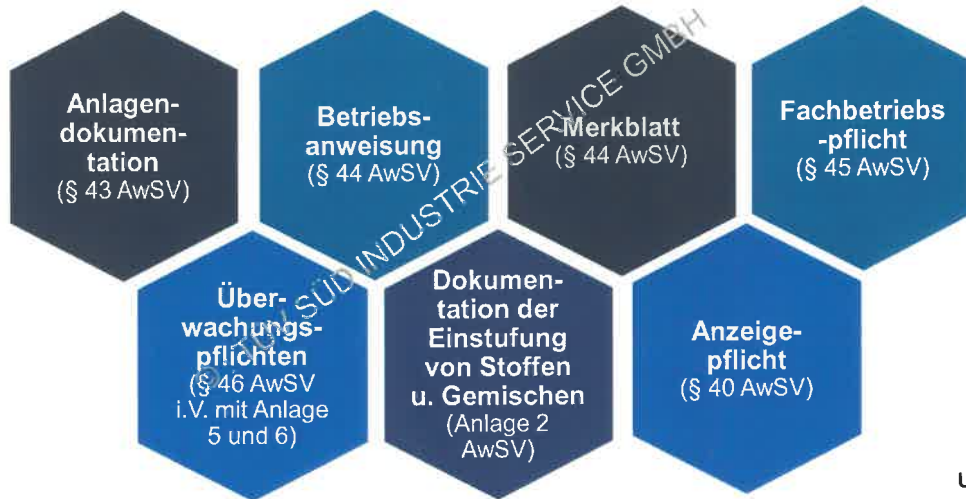 Anlagen-
dokumen-
tation
(§ 43 AwSV)
Betriebs-
anweisung
(§ 44 AwSV)
Merkblatt
(§ 44 AwSV)
Fachbetriebs
-pflicht
(§ 45 AwSV)
Über-
wachungs-
pflichten
(§ 46 AwSV
i.V. mit Anlage
5 und 6)
Dokumen-
tation der
Einstufung
von Stoffen
u. Gemischen
(Anlage 2
AwSV)
Anzeige-
pflicht
(§ 40 AwSV)
© TÜV SÜD INDUSTRIE SERVICE GMBH